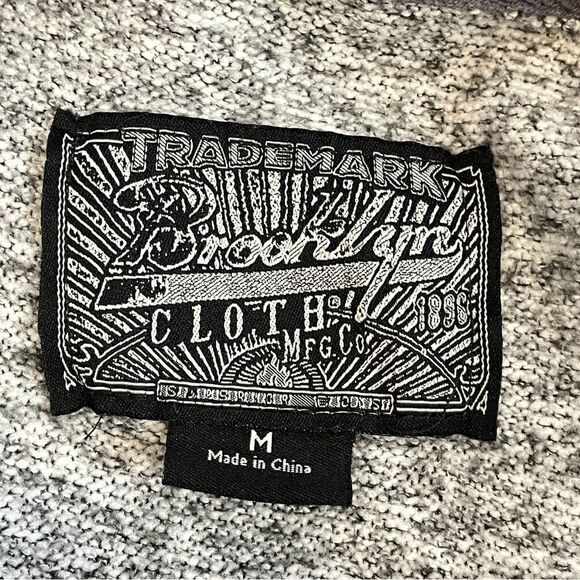 TRADEMARK
Brooklyn
CLOTH
MFG. Co
1896
M
Made in China